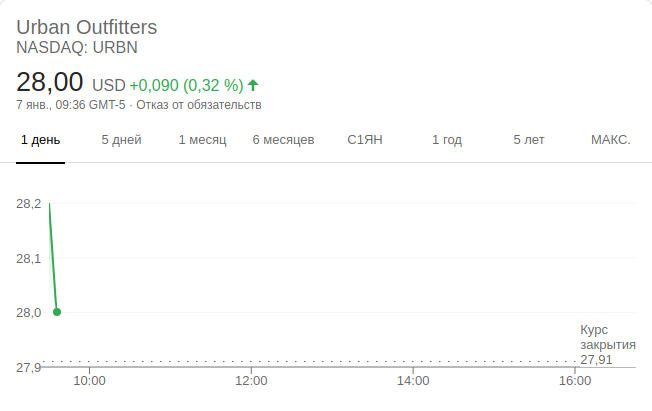 Urban Outfitters
NASDAQ: URBN
28,00 USD +0,090 (0,32 %)
7 янв., 09:36 GMT-5 · Отказ от обязательств
1 день 5 дней 1 месяц 6 месяцев С1ЯН 1 год 5 лет МАКС.
28,2
28,1
28,0
Курс
закрытия
27,91
27,9
10:00 12:00 14:00 16:00